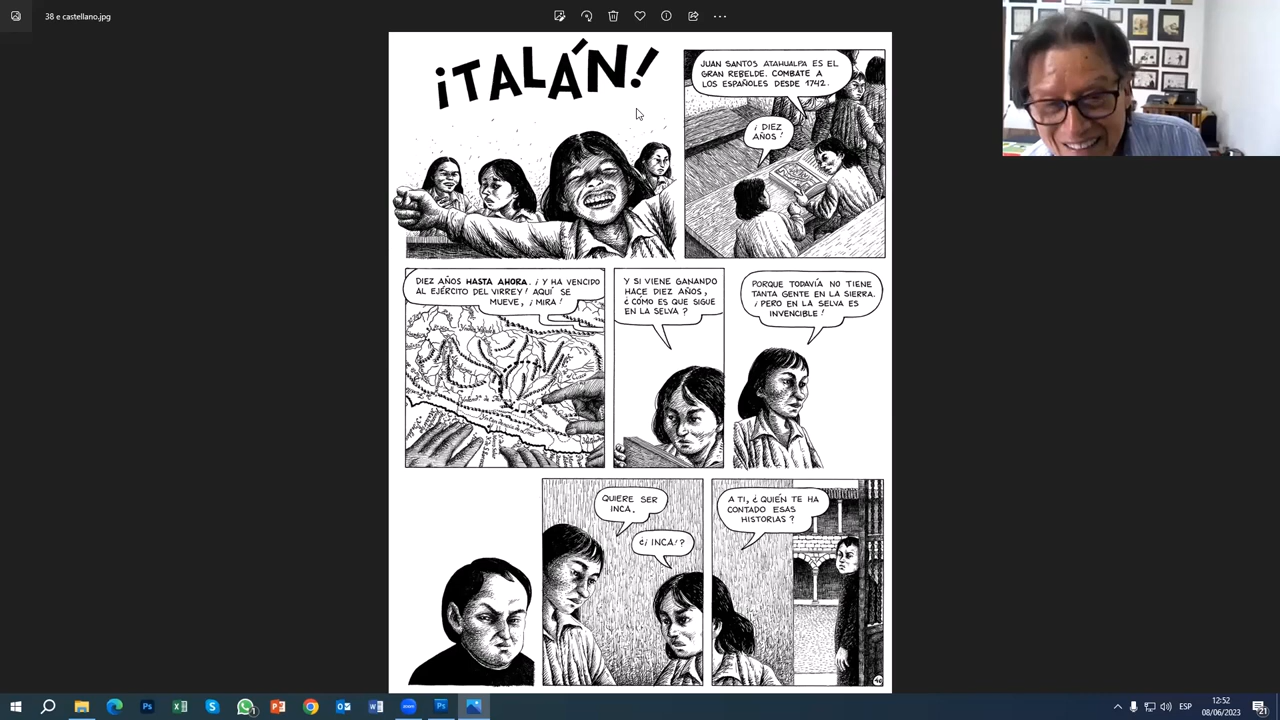 38 e castellano.jpg
¡TALÁN!
JUAN SANTOS ATAHUALPA ES EL
GRAN REBELDE. COMBATE A
LOS ESPAÑOLES DESDE 1742.
¡DIEZ
AÑOS!
DIEZ AÑOS HASTA AHORA. ¡Y HA VENCIDO
AL EJÉRCITO DEL VIRREY! AQUÍ SE
MUEVE, ¡MIRA!
Y SI VIENE GANANDO
HACE DIEZ AÑOS,
¿CÓMO ES QUE SIGUE
EN LA SELVA?
PORQUE TODAVÍA NO TIENE
TANTA GENTE EN LA SIERRA.
¡PERO EN LA SELVA ES
INVENCIBLE!
QUIERE SER
INCA.
¿¡INCA!?
A TI, ¿QUIÉN TE HA
CONTADO ESAS
HISTORIAS?
ESP
12:52
08/06/2023
21